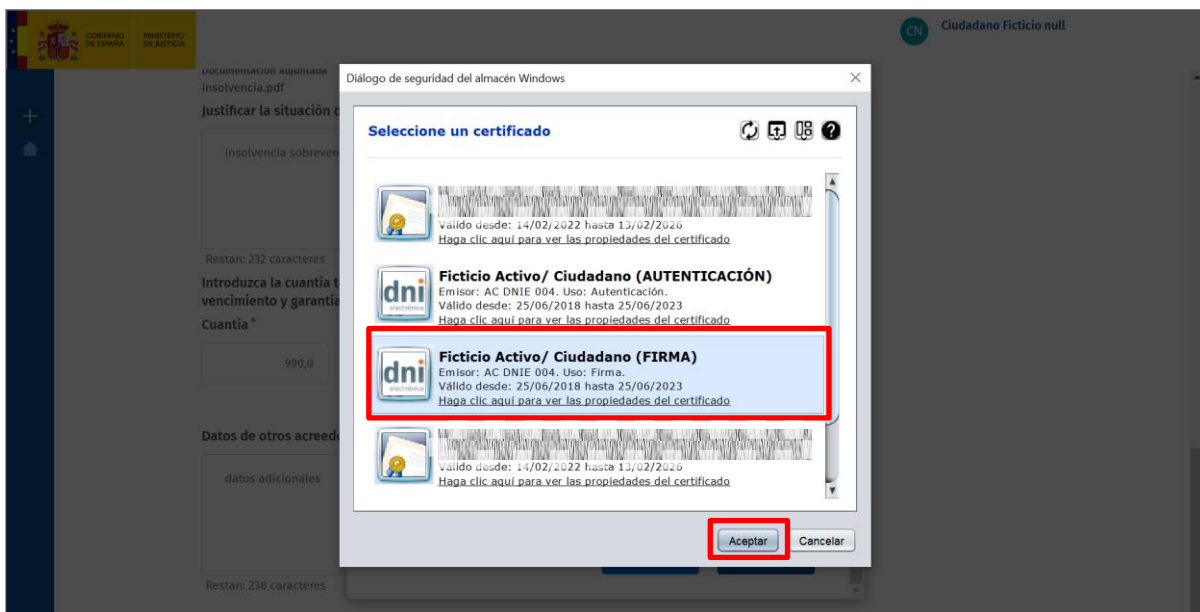 GOBIERNO
DE ESPAÑA
MINISTERIO
DE JUSTICIA
CN
Ciudadano Ficticio null
Documentación adjuntada
insolvencia.pdf
Justificar la situación
insolvencia
Restan: 232 caracteres
Introduzca la cuantía
vencimiento y garantía
Cuantía*
990,0
Datos de otros
datos adicionales
Restan: 238 caracteres
Diálogo de seguridad del almacén Windows
Seleccione un certificado
Válido desde: 14/02/2022 hasta 13/02/2026
Haga clic aquí para ver las propiedades del certificado
dni
electrónico
Ficticio Activo/ Ciudadano (AUTENTICACIÓN)
Emisor: AC DNIE 004. Uso: Autenticación.
Válido desde: 25/06/2018 hasta 25/06/2023
Haga clic aquí para ver las propiedades del certificado
dni
electrónico
Ficticio Activo/ Ciudadano (FIRMA)
Emisor: AC DNIE 004. Uso: Firma.
Válido desde: 25/06/2018 hasta 25/06/2023
Haga clic aquí para ver las propiedades del certificado
Válido desde: 14/02/2022 hasta 13/02/2026
Haga clic aquí para ver las propiedades del certificado
Aceptar
Cancelar